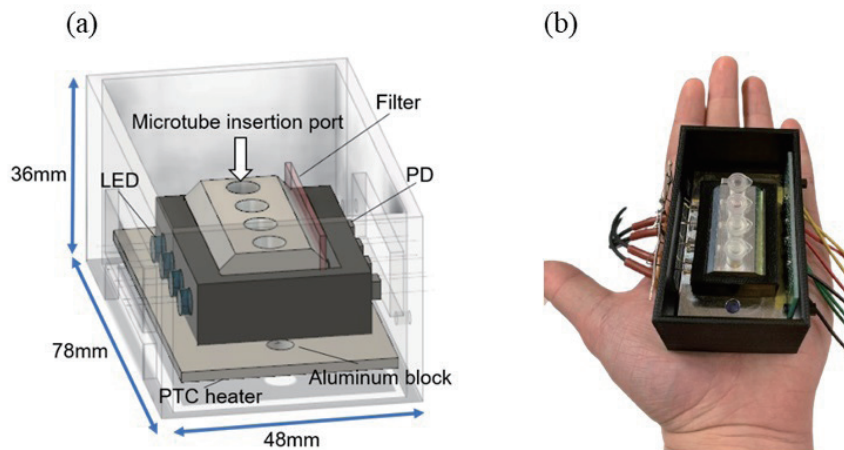 (a)
(b)
Filter
Microtube insertion port
PD
36mm
LED
78mm
Aluminum block
PTC heater
48mm